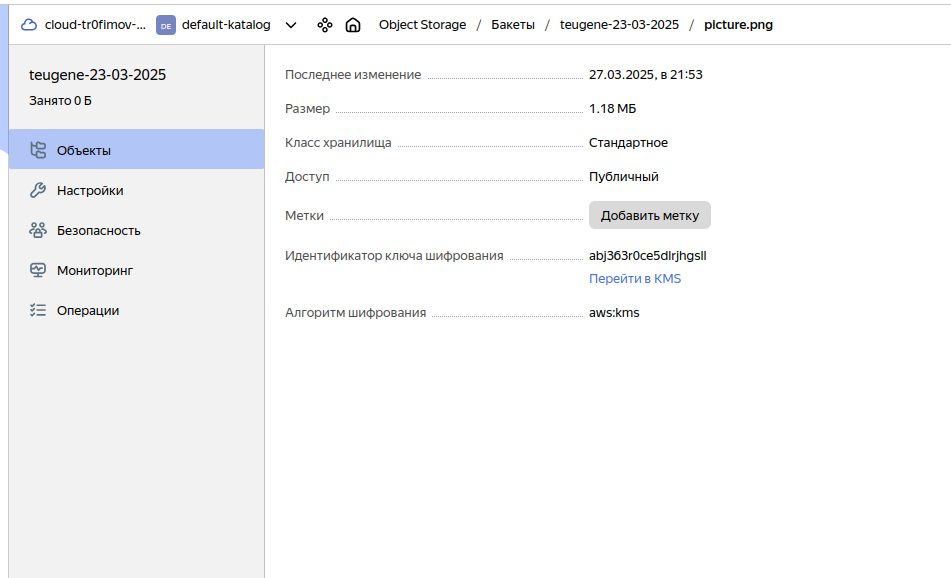 cloud-tr0fimov-... DE default-katalog Object Storage / Бакеты / teugene-23-03-2025 / picture.png
teugene-23-03-2025
Занято 0 Б
Объекты
Настройки
Безопасность
Мониторинг
Операции
Последнее изменение 27.03.2025, в 21:53
Размер 1.18 МБ
Класс хранилища Стандартное
Доступ Публичный
Метки Добавить метку
Идентификатор ключа шифрования abj363r0ce5dlrjhgsll
Перейти в KMS
Алгоритм шифрования aws:kms